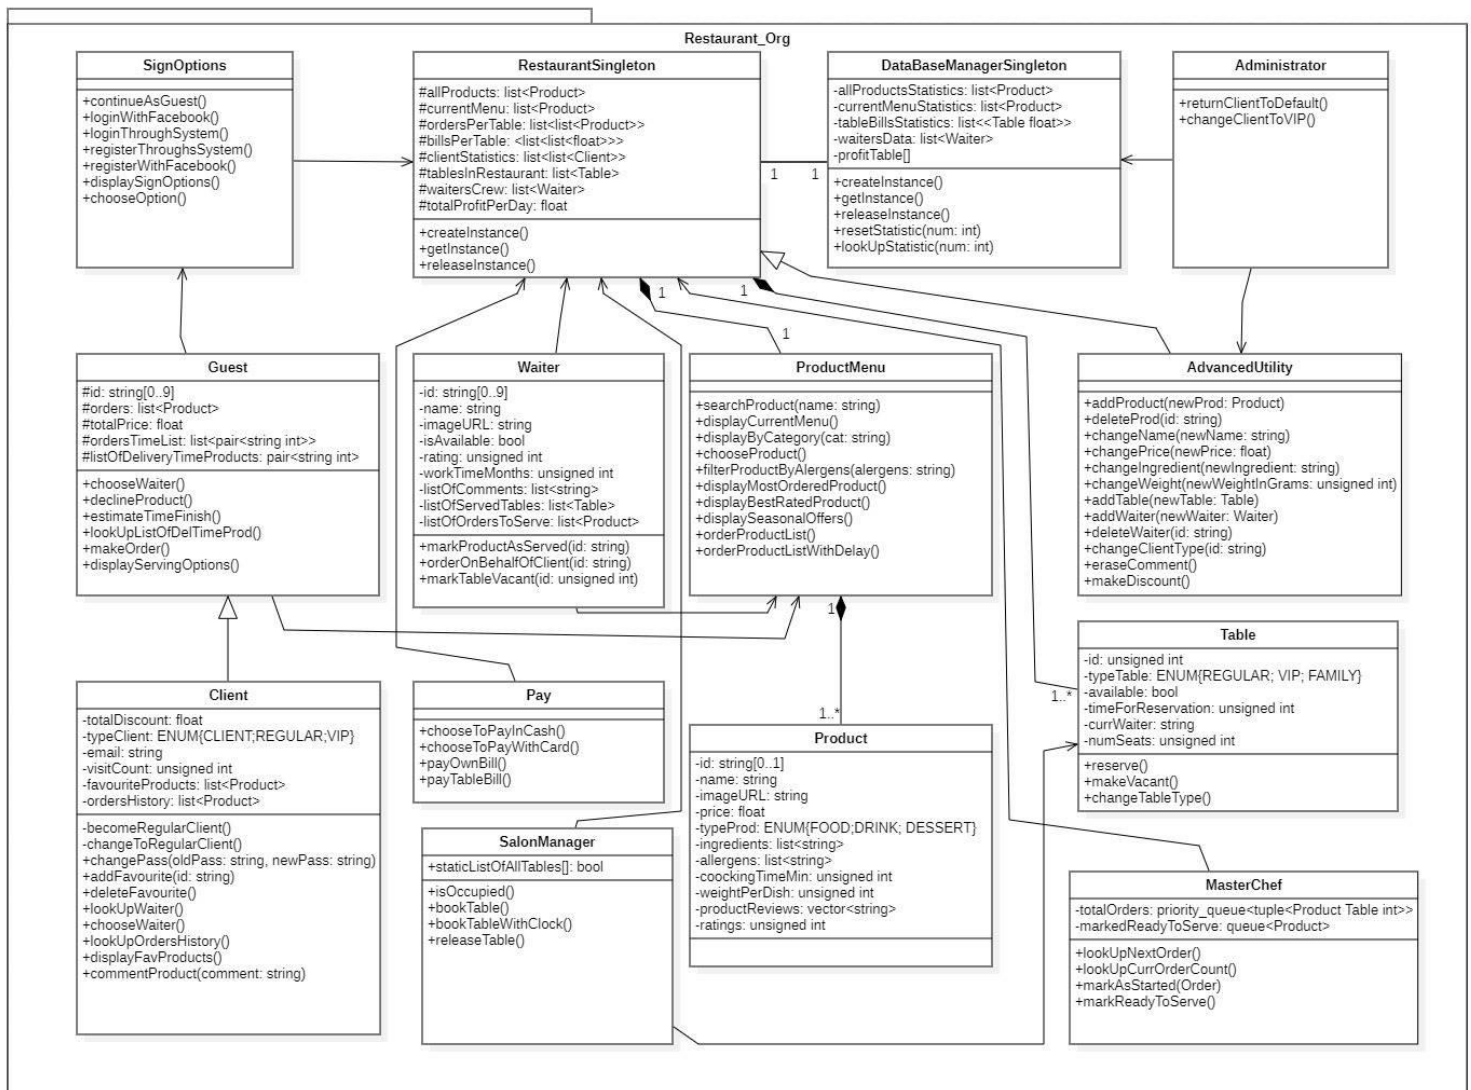 Restaurant_Org
SignOptions
+continueAsGuest()
+loginWithFacebook()
+loginThroughSystem()
+registerThroughsSystem()
+registerWithFacebook()
+displaySignOptions()
+chooseOption()
RestaurantSingleton
#allProducts: list<Product>
#currentMenu: list<Product>
#ordersPerTable: list<list<Product>>
#billsPerTable: <list<list<float>>>
#clientStatistics: list<list<Client>>
#tablesInRestaurant: list<Table>
#waitersCrew: list<Waiter>
#totalProfitPerDay: float
+createInstance()
+getInstance()
+releaseInstance()
1
1
DataBaseManagerSingleton
-allProductsStatistics: list<Product>
-currentMenuStatistics: list<Product>
-tableBillsStatistics: list<<Table float>>
-waitersData: list<Waiter>
-profitTable[]
+createInstance()
+getInstance()
+releaseInstance()
+resetStatistic(num: int)
+lookUpStatistic(num: int)
Administrator
+returnClientToDefault()
+changeClientToVIP()
1
1
1
Guest
#id: string[0..9]
#orders: list<Product>
#totalPrice: float
#ordersTimeList: list<pair<string int>>
#listOfDeliveryTimeProducts: pair<string int>
+chooseWaiter()
+declineProduct()
+estimateTimeFinish()
+lookUpListOfDelTimeProd()
+makeOrder()
+displayServingOptions()
Waiter
-id: string[0..9]
-name: string
-imageURL: string
-isAvailable: bool
-rating: unsigned int
-workTimeMonths: unsigned int
-listOfComments: list<string>
-listOfServedTables: list<Table>
-listOfOrdersToServe: list<Product>
+markProductAsServed(id: string)
+orderOnBehalfOfClient(id: string)
+markTableVacant(id: unsigned int)
ProductMenu
+searchProduct(name: string)
+displayCurrentMenu()
+displayByCategory(cat: string)
+chooseProduct()
+filterProductByAlergens(alergens: string)
+displayMostOrderedProduct()
+displayBestRatedProduct()
+displaySeasonalOffers()
+orderProductList()
+orderProductListWithDelay()
AdvancedUtility
+addProduct(newProd: Product)
+deleteProd(id: string)
+changeName(newName: string)
+changePrice(newPrice: float)
+changeIngredient(newIngredient: string)
+changeWeight(newWeightInGrams: unsigned int)
+addTable(newTable: Table)
+addWaiter(newWaiter: Waiter)
+deleteWaiter(id: string)
+changeClientType(id: string)
+eraseComment()
+makeDiscount()
1
1..*
1..*
Table
-id: unsigned int
-typeTable: ENUM{REGULAR; VIP; FAMILY}
-available: bool
-timeForReservation: unsigned int
-currWaiter: string
-numSeats: unsigned int
+reserve()
+makeVacant()
+changeTableType()
Client
-totalDiscount: float
-typeClient: ENUM{CLIENT;REGULAR;VIP}
-email: string
-visitCount: unsigned int
-favouriteProducts: list<Product>
-ordersHistory: list<Product>
-becomeRegularClient()
-changeToRegularClient()
+changePass(oldPass: string, newPass: string)
+addFavourite(id: string)
+deleteFavourite()
+lookUpWaiter()
+chooseWaiter()
+lookUpOrdersHistory()
+displayFavProducts()
+commentProduct(comment: string)
Pay
+chooseToPayInCash()
+chooseToPayWithCard()
+payOwnBill()
+payTableBill()
SalonManager
+staticListOfAllTables[]: bool
+isOccupied()
+bookTable()
+bookTableWithClock()
+releaseTable()
Product
-id: string[0..1]
-name: string
-imageURL: string
-price: float
-typeProd: ENUM{FOOD;DRINK; DESSERT}
-ingredients: list<string>
-allergens: list<string>
-coockingTimeMin: unsigned int
-weightPerDish: unsigned int
-productReviews: vector<string>
-ratings: unsigned int
MasterChef
-totalOrders: priority_queue<tuple<Product Table int>>
-markedReadyToServe: queue<Product>
+lookUpNextOrder()
+lookUpCurrOrderCount()
+markAsStarted(Order)
+markReadyToServe()